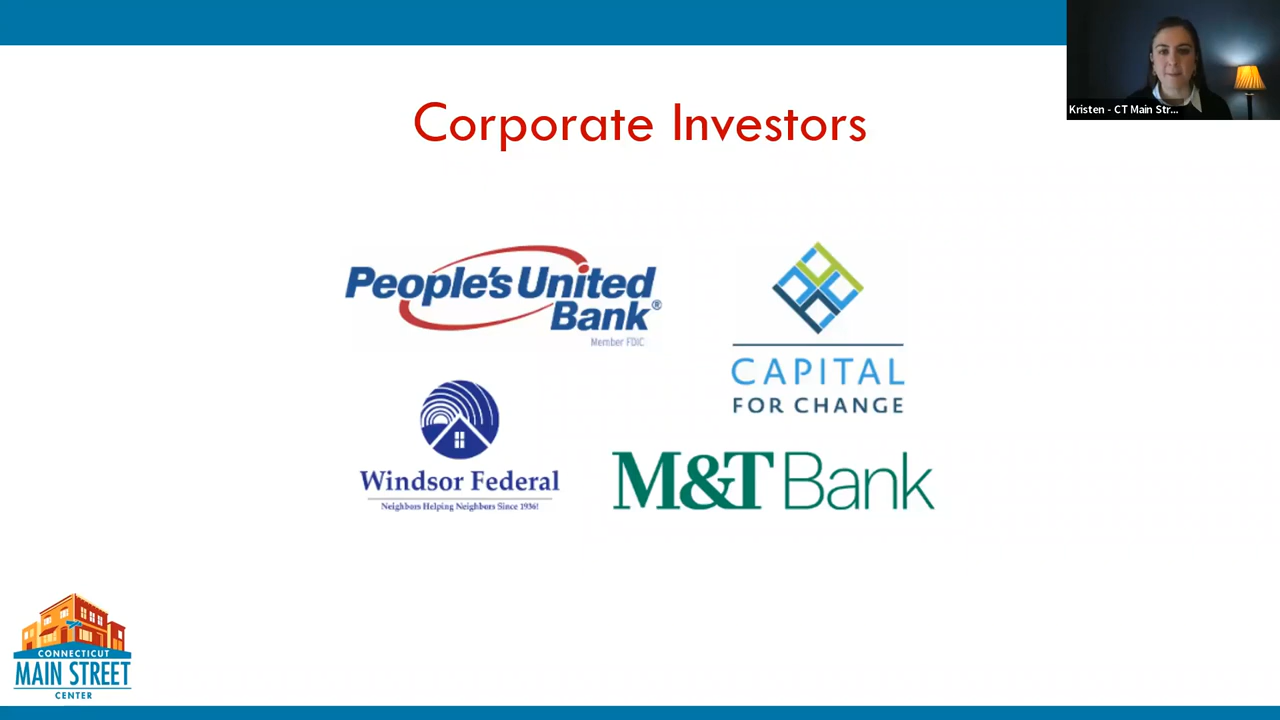 Kristen - CT Main Str...
Corporate Investors
People's United
Bank®
Member FDIC
CAPITAL
FOR CHANGE
Windsor Federal
Neighbors Helping Neighbors Since 1936!
M&T Bank
CONNECTICUT
MAIN STREET
CENTER